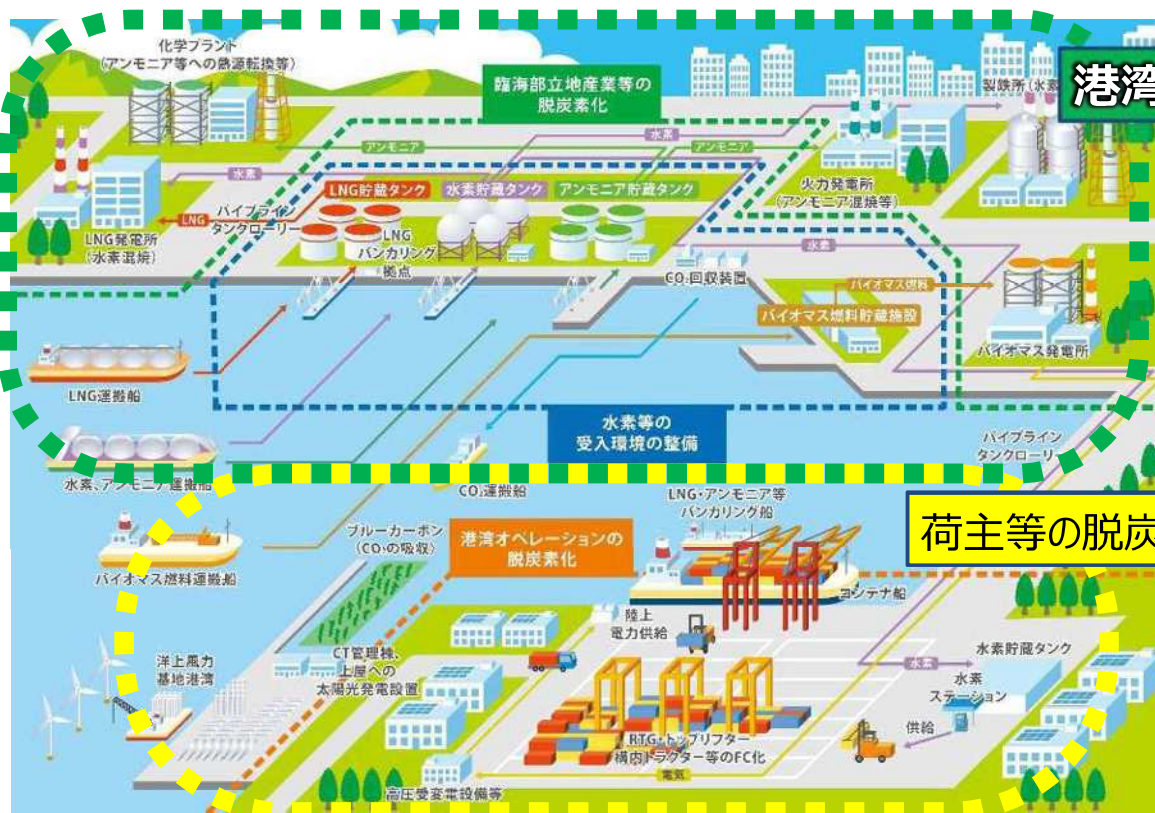 化学プラント
(アンモニア等への熱源転換等)
臨海部立地産業等の
脱炭素化
製鉄所(水素
港湾
水素
アンモニア
アンモニア
水素
LNG貯蔵タンク
水素貯蔵タンク
アンモニア貯蔵タンク
火力発電所
(アンモニア混焼等)
LNG
パイプライン
タンクローリー
LNG発電所
(水素混焼)
LNG
バンカリング
拠点
水素
CO₂回収装置
バイオマス燃料
バイオマス燃料貯蔵施設
バイオマス発電所
LNG運搬船
水素等の
受入環境の整備
パイプライン
タンクローリー
水素、アンモニア運搬船
CO₂運搬船
LNG・アンモニア等
バンカリング船
ブルーカーボン
(CO₂の吸収)
港湾オペレーションの
脱炭素化
荷主等の脱炭
バイオマス燃料運搬船
コンテナ船
陸上
電力供給
洋上風力
基地港湾
CT管理棟、
上屋への
太陽光発電設置
水素貯蔵タンク
水素
水素
ステーション
供給
RTG・トップリフター
構内トラクター等のFC化
電気
高圧受変電設備等